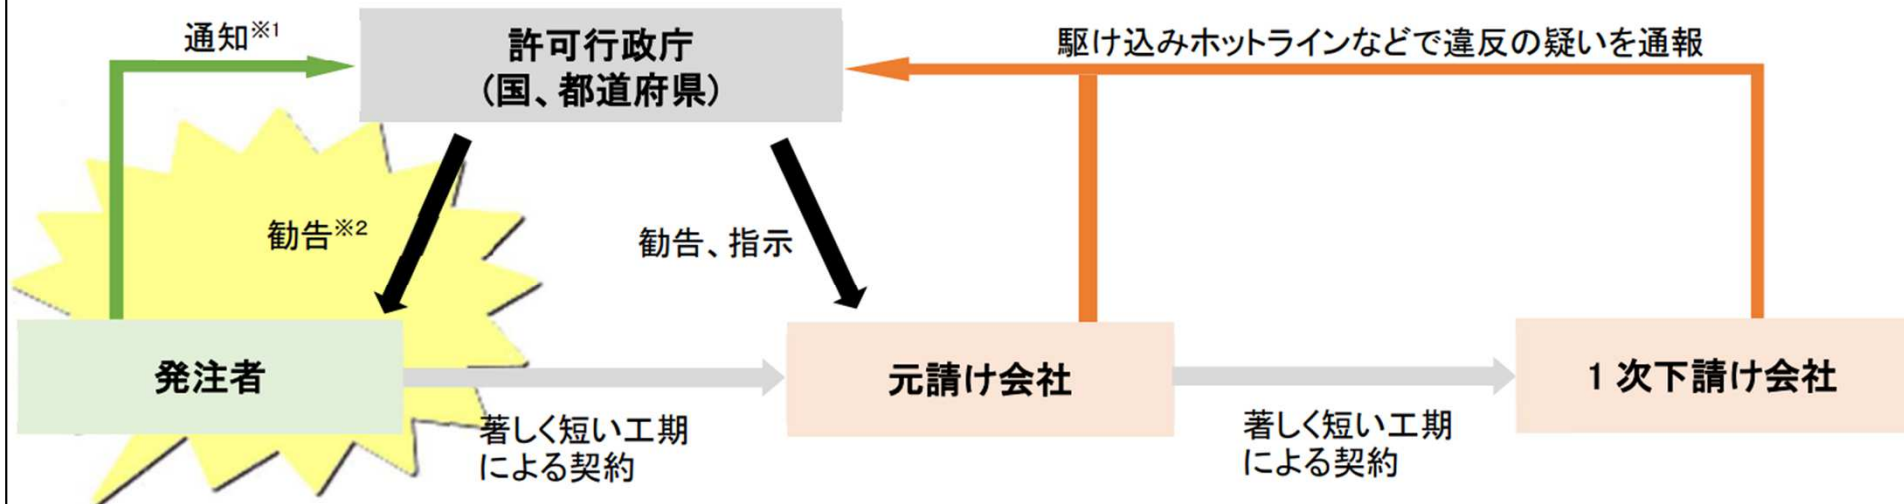 通知※1
許可行政庁
(国、都道府県)
駆け込みホットラインなどで違反の疑いを通報
勧告※2
勧告、指示
発注者
元請け会社
1次下請け会社
著しく短い工期
による契約
著しく短い工期
による契約